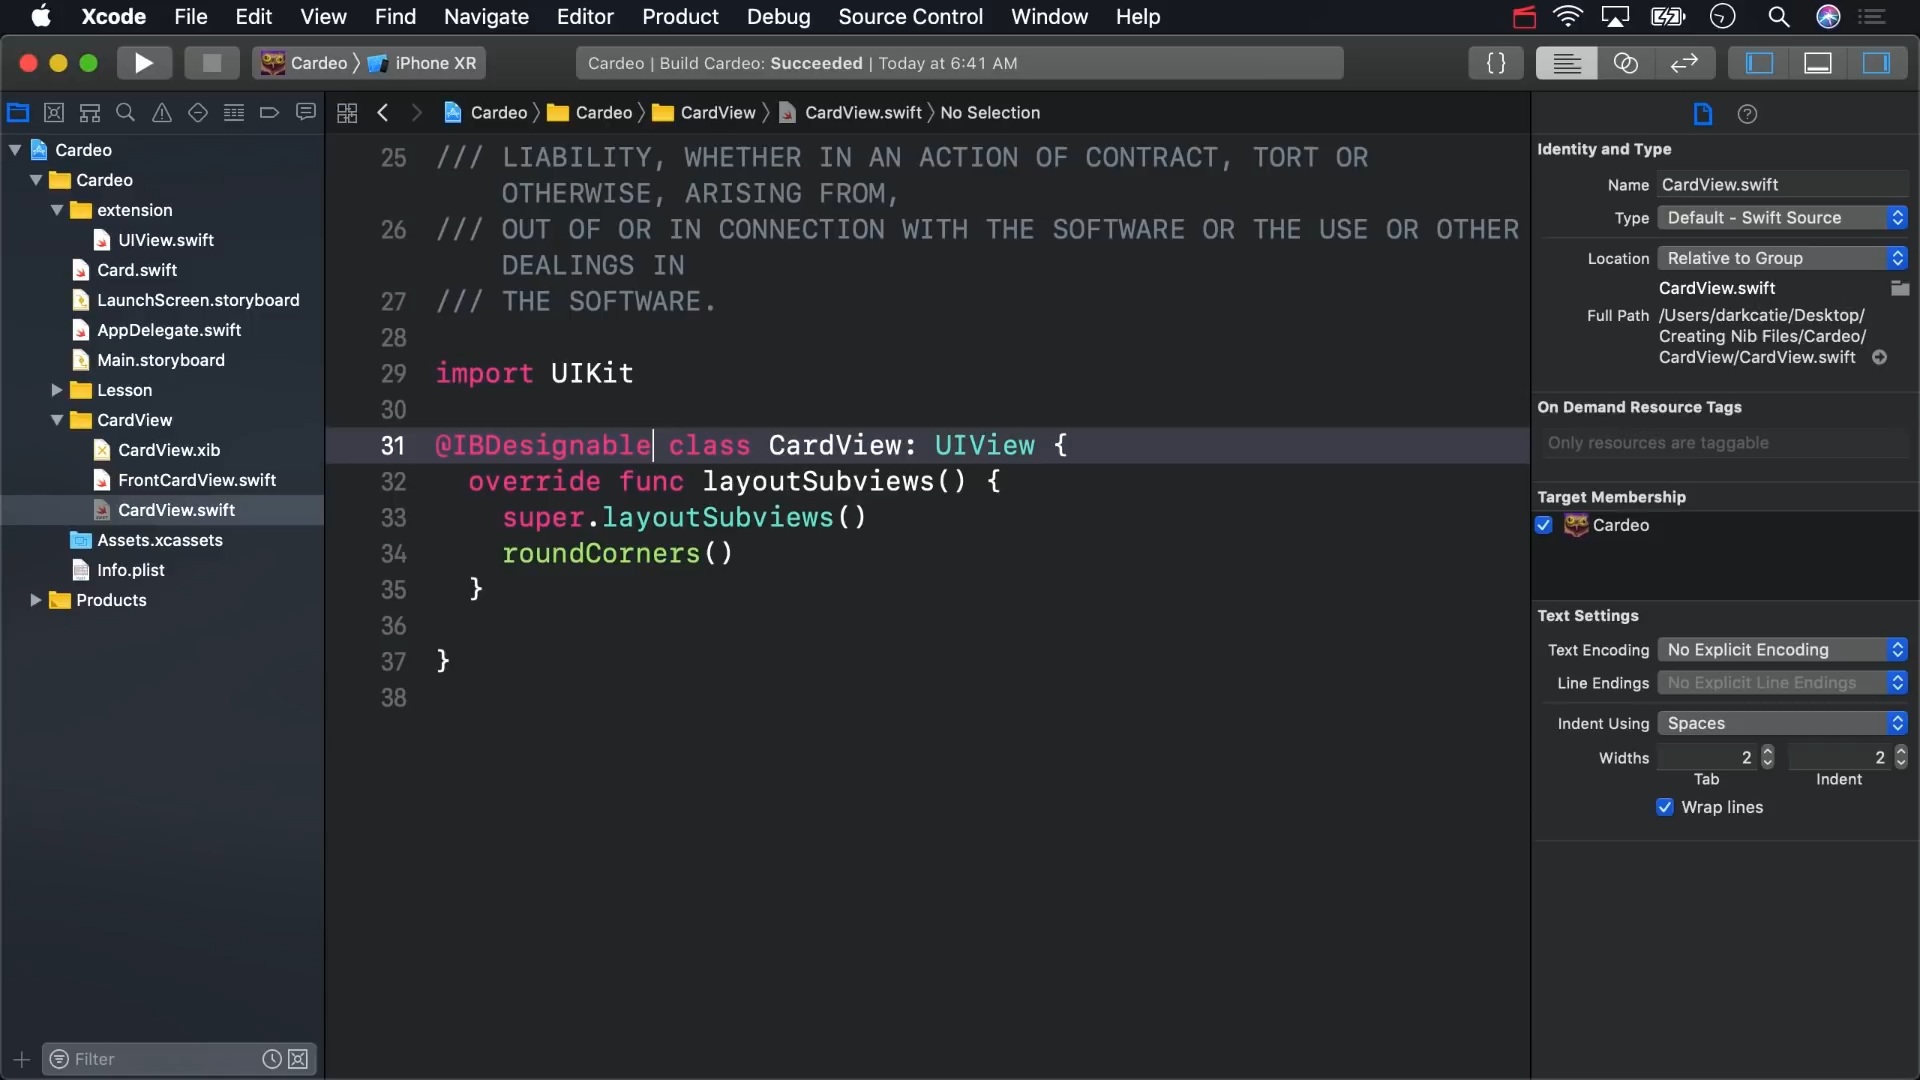 Xcode File Edit View Find Navigate Editor Product Debug Source Control Window Help
Cardeo iPhone XR
Cardeo | Build Cardeo: Succeeded | Today at 6:41 AM
{ }
Cardeo Cardeo CardView CardView.swift No Selection
Cardeo
Cardeo
extension
UIView.swift
Card.swift
LaunchScreen.storyboard
AppDelegate.swift
Main.storyboard
Lesson
CardView
CardView.xib
FrontCardView.swift
CardView.swift
Assets.xcassets
Info.plist
Products
Filter
25 /// LIABILITY, WHETHER IN AN ACTION OF CONTRACT, TORT OR
OTHERWISE, ARISING FROM,
26 /// OUT OF OR IN CONNECTION WITH THE SOFTWARE OR THE USE OR OTHER
DEALINGS IN
27 /// THE SOFTWARE.
28
29 import UIKit
30
31 @IBDesignable class CardView: UIView {
32 override func layoutSubviews() {
33 super.layoutSubviews()
34 roundCorners()
35 }
36
37 }
38
Identity and Type
Name CardView.swift
Type Default - Swift Source
Location Relative to Group
CardView.swift
Full Path /Users/darkcatie/Desktop/
Creating Nib Files/Cardeo/
CardView/CardView.swift
On Demand Resource Tags
Only resources are taggable
Target Membership
Cardeo
Text Settings
Text Encoding No Explicit Encoding
Line Endings No Explicit Line Endings
Indent Using Spaces
Widths 2 2
Tab Indent
Wrap lines